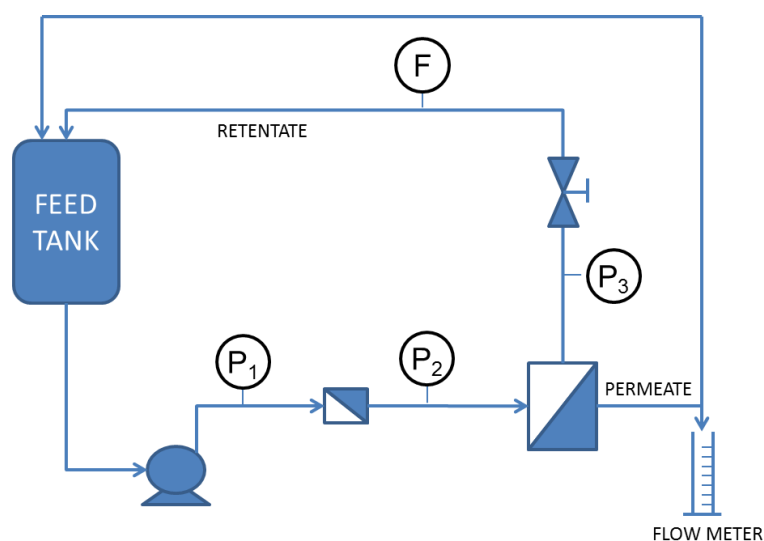 F
RETENTATE
FEED
TANK
P3
P1
P2
PERMEATE
FLOW METER